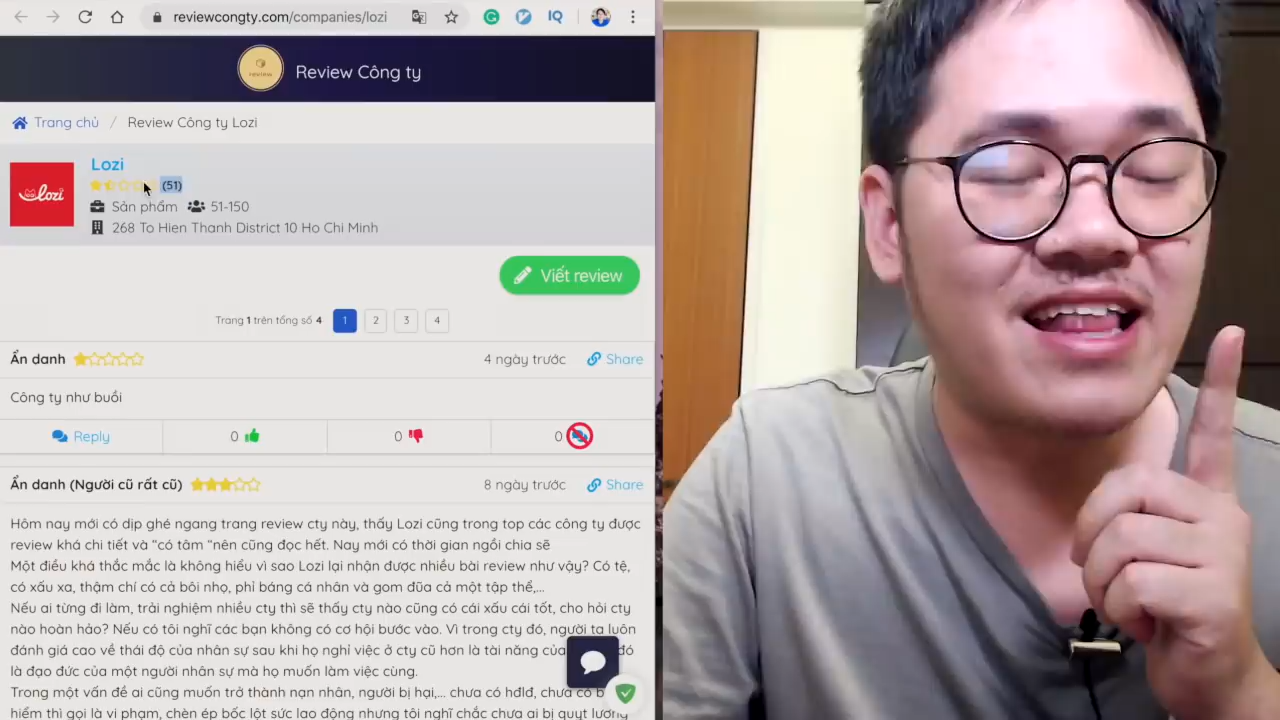 reviewcongty.com/companies/lozi
IQ
review
Review Công ty
Trang chủ / Review Công ty Lozi
lozi
Lozi
(51)
Sản phẩm 51-150
268 To Hien Thanh District 10 Ho Chi Minh
Viết review
Trang 1 trên tổng số 4 1 2 3 4
Ẩn danh 4 ngày trước Share
Công ty như buồi
Reply 0 0 0
Ẩn danh (Người cũ rất cũ) 8 ngày trước Share
Hôm nay mới có dịp ghé ngang trang review cty này, thấy Lozi cũng trong top các công ty được
review khá chi tiết và “có tâm “nên cũng đọc hết. Nay mới có thời gian ngồi chia sẽ
Một điều khá thắc mắc là không hiểu vì sao Lozi lại nhận được nhiều bài review như vậy? Có tệ,
có xấu xa, thậm chí có cả bôi nhọ, phỉ báng cá nhân và gom đũa cả một tập thể,...
Nếu ai từng đi làm, trải nghiệm nhiều cty thì sẽ thấy cty nào cũng có cái xấu cái tốt, cho hỏi cty
nào hoàn hảo? Nếu có tôi nghĩ các bạn không có cơ hội bước vào. Vì trong cty đó, người ta luôn
đánh giá cao về thái độ của nhân sự sau khi họ nghỉ việc ở cty cũ hơn là tài năng của đó
là đạo đức của một người nhân sự mà họ muốn làm việc cùng.
Trong một vấn đề ai cũng muốn trở thành nạn nhân, người bị hại,... chưa có hđlđ, chưa có
hiểm thì gọi là vi phạm, chèn ép bốc lột sức lao động nhưng tôi nghĩ chắc chưa ai bị quỵt lương